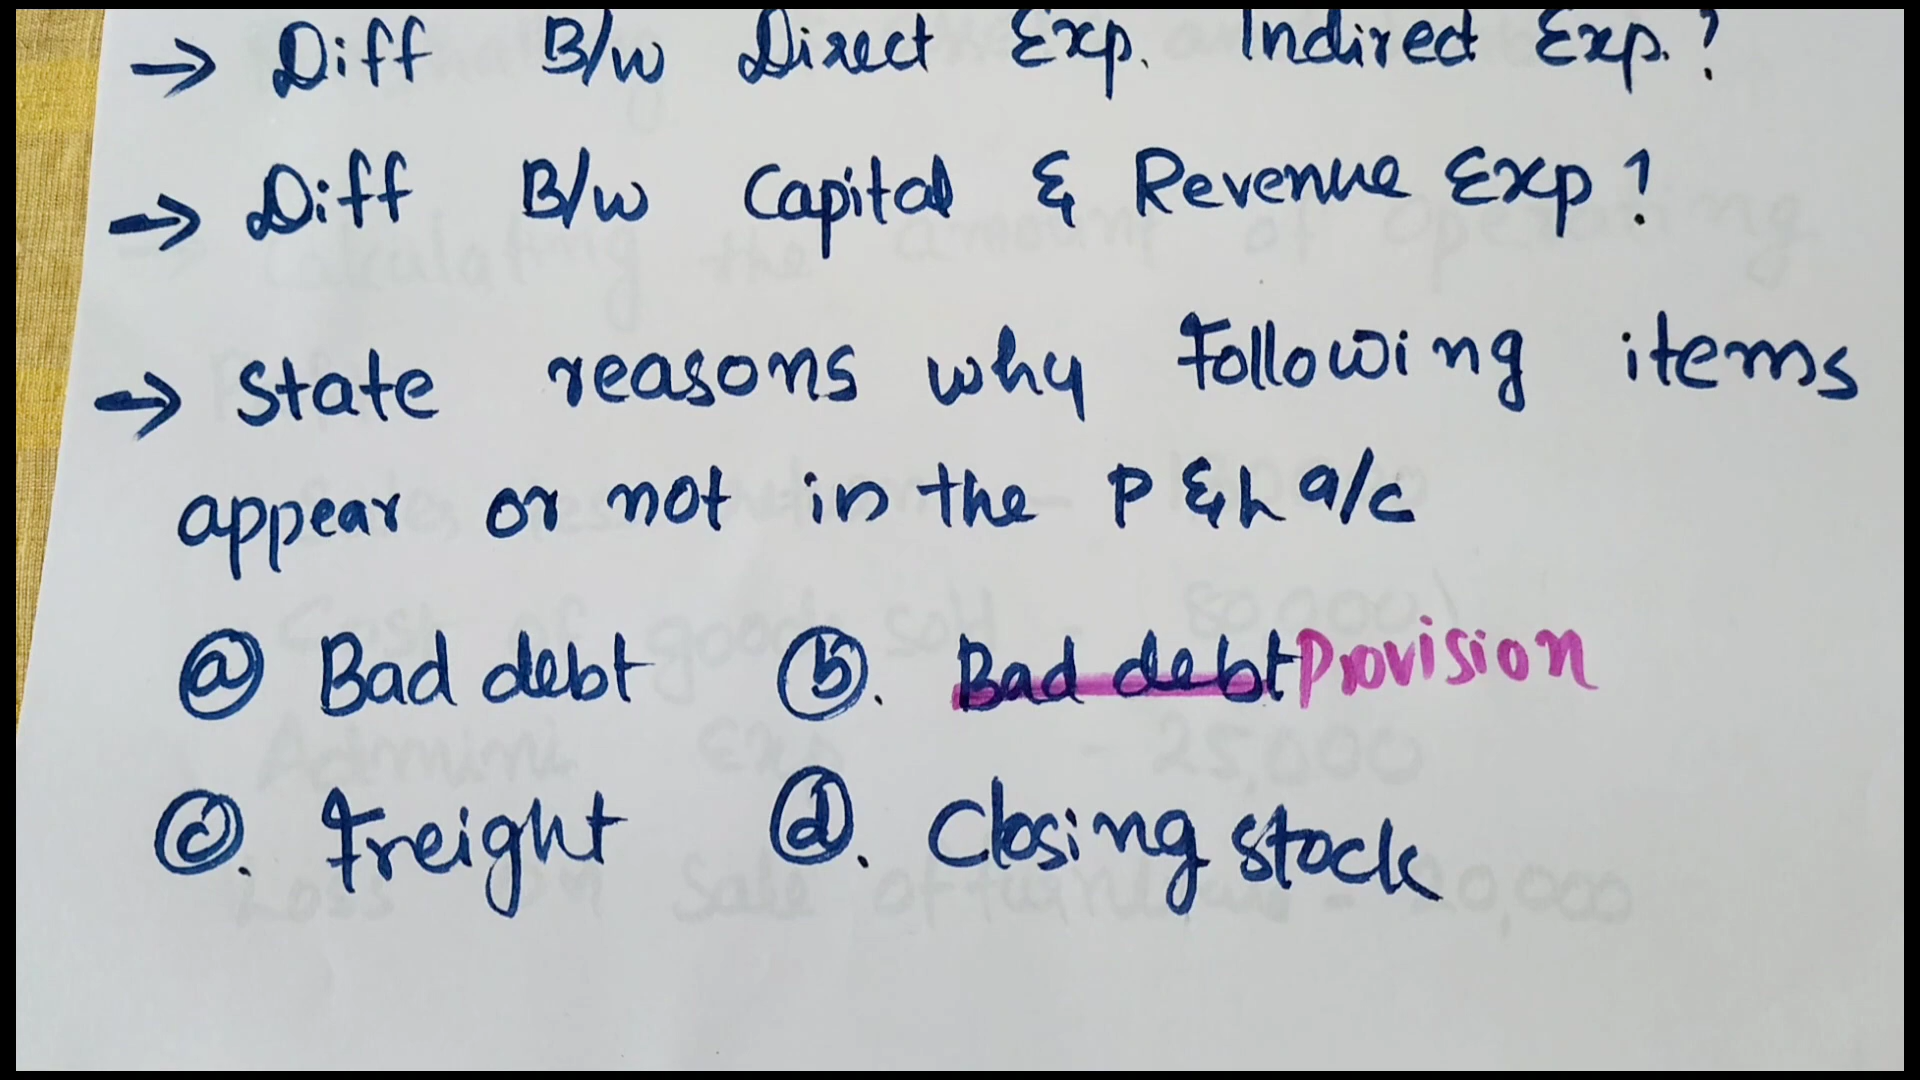 → Diff B/w Direct Exp. Indirect Exp.?
→ Diff B/w Capital & Revenue Exp?
→ State reasons why following items
appear or not in the P & L a/c
ⓐ Bad debt ⓑ. Bad debt Provision
ⓒ. Freight ⓓ. Closing stock